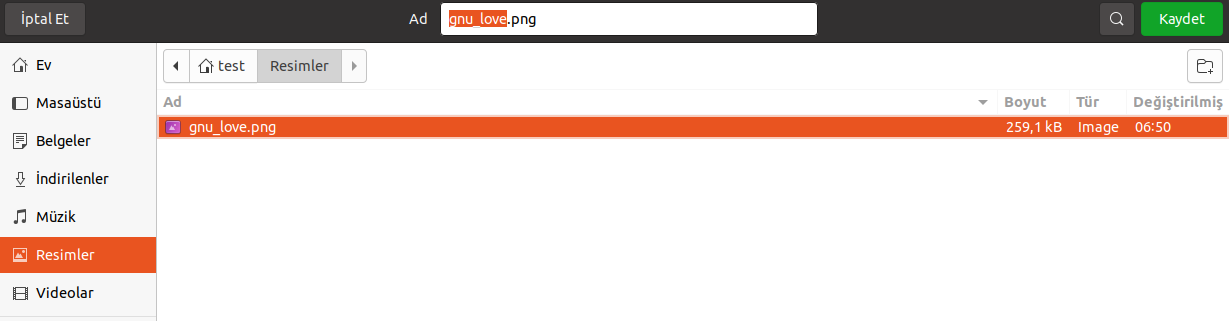 İptal Et Ad gnu_love.png Kaydet
Ev
test Resimler
Masaüstü
Ad Boyut Tür Değiştirilmiş
gnu_love.png 259,1 kB Image 06:50
Belgeler
İndirilenler
Müzik
Resimler
Videolar